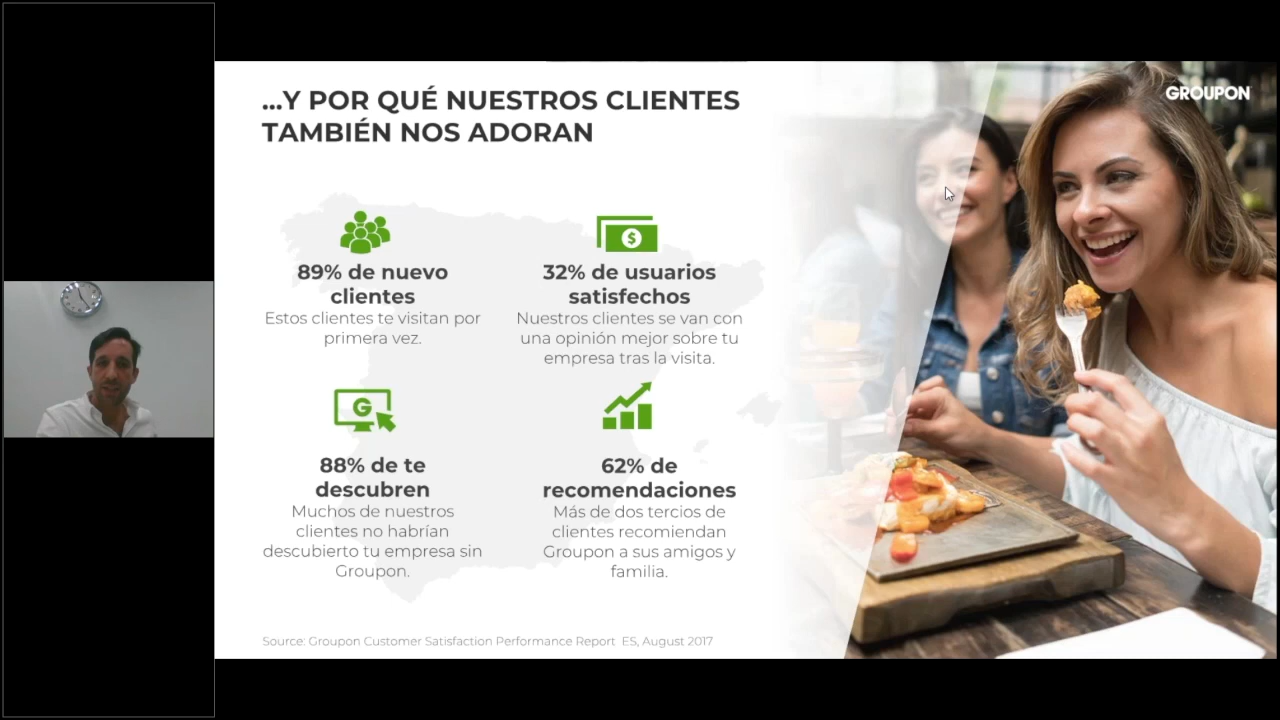 ...Y POR QUÉ NUESTROS CLIENTES
TAMBIÉN NOS ADORAN
GROUPON
89% de nuevo
clientes
Estos clientes te visitan por
primera vez.
$
32% de usuarios
satisfechos
Nuestros clientes se van con
una opinión mejor sobre tu
empresa tras la visita.
G
88% de te
descubren
Muchos de nuestros
clientes no habrían
descubierto tu empresa sin
Groupon.
62% de
recomendaciones
Más de dos tercios de
clientes recomiendan
Groupon a sus amigos y
familia.
Source: Groupon Customer Satisfaction Performance Report ES, August 2017